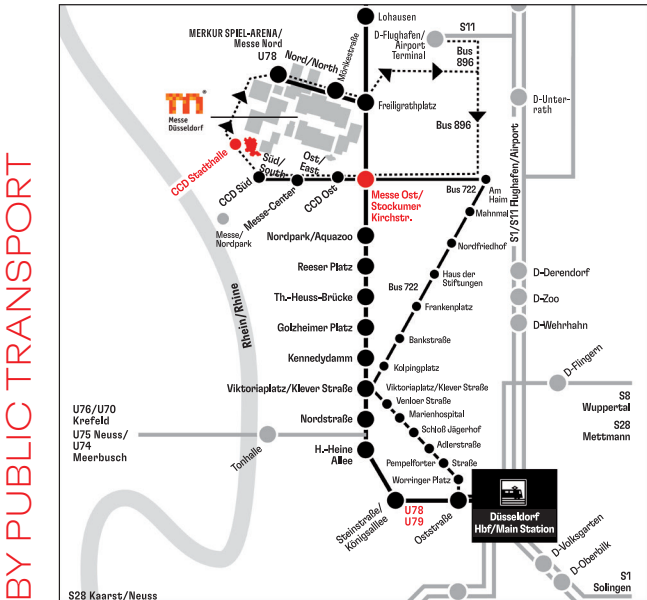 BY PUBLIC TRANSPORT
Lohausen
MERKUR SPIEL-ARENA/
Messe Nord
U78
Nord/North
Mörikestraße
D-Flughafen/
Airport
Terminal
S11
Bus
896
Freiligrathplatz
Bus 896
D-Unter-
rath
Messe
Düsseldorf
CCD Stadthalle
Süd/
South
Ost/
East
CCD Süd
Messe-Center
CCD Ost
Messe Ost/
Stockumer
Kirchstr.
Bus 722
Am
Haim
Mahnmal
Messe/
Nordpark
Nordpark/Aquazoo
Nordfriedhof
S1/S11 Flughafen/Airport
Reeser Platz
Haus der
Stiftungen
D-Derendorf
Bus 722
Th.-Heuss-Brücke
Frankenplatz
D-Zoo
Golzheimer Platz
D-Wehrhahn
Rhein/Rhine
Bankstraße
Kennedydamm
Kolpingplatz
D-Flingern
Viktoriaplatz/Klever Straße
Viktoriaplatz/Klever Straße
Venloer Straße
S8
Wuppertal
U76/U70
Krefeld
U75 Neuss/
U74
Meerbusch
Nordstraße
Marienhospital
S28
Mettmann
Schloß Jägerhof
Tonhalle
H.-Heine
Allee
Adlerstraße
Pempelforter Straße
Worringer Platz
Steinstraße/
Königsalllee
U78
U79
Oststraße
Düsseldorf
Hbf/Main Station
D-Volksgarten
D-Oberbilk
S1
Solingen
S28 Kaarst/Neuss